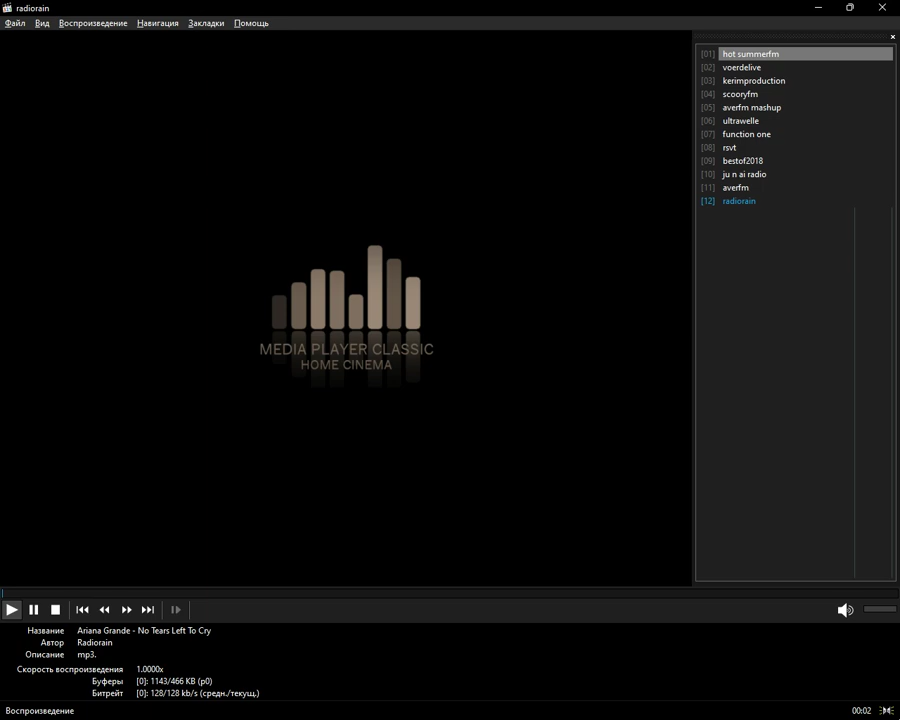 radiorain
Файл Вид Воспроизведение Навигация Закладки Помощь
[01] hot summerfm
[02] voerdelive
[03] kerimproduction
[04] scooryfm
[05] averfm mashup
[06] ultrawelle
[07] function one
[08] rsvt
[09] bestof2018
[10] ju n ai radio
[11] averfm
[12] radiorain
MEDIA PLAYER CLASSIC
HOME CINEMA
Название Ariana Grande - No Tears Left To Cry
Автор Radiorain
Описание mp3.
Скорость воспроизведения 1.0000x
Буферы [0]: 1143/466 KB (p0)
Битрейт [0]: 128/128 kb/s (средн./текущ.)
Воспроизведение 00:02